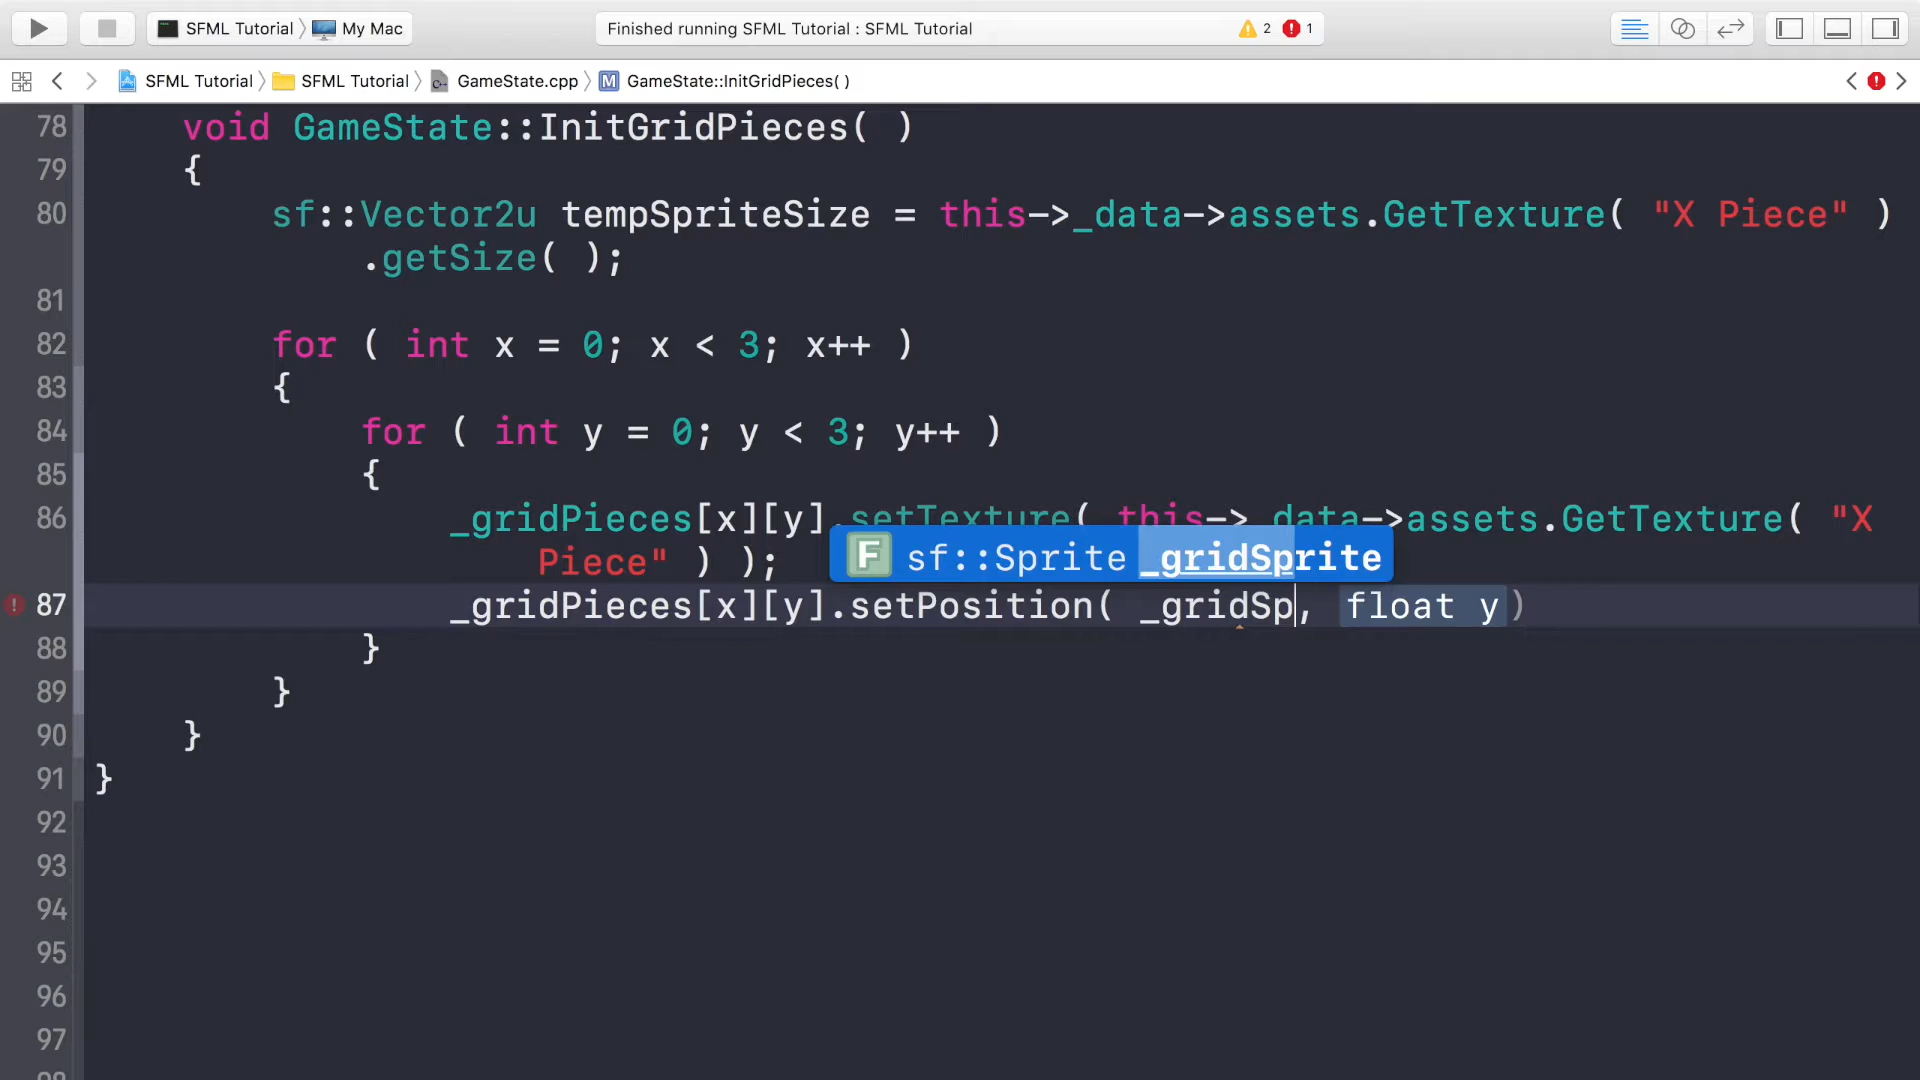 SFML Tutorial My Mac Finished running SFML Tutorial : SFML Tutorial 2 1
SFML Tutorial SFML Tutorial GameState.cpp M GameState::InitGridPieces( )
78 void GameState::InitGridPieces( )
79 {
80 sf::Vector2u tempSpriteSize = this->_data->assets.GetTexture( "X Piece" )
.getSize( );
81
82 for ( int x = 0; x < 3; x++ )
83 {
84 for ( int y = 0; y < 3; y++ )
85 {
86 _gridPieces[x][y].setTexture( this->_data->assets.GetTexture( "X
Piece" ) );
F sf::Sprite _gridSprite
87 _gridPieces[x][y].setPosition( _gridSp, float y)
88 }
89 }
90 }
91 }
92
93
94
95
96
97
98